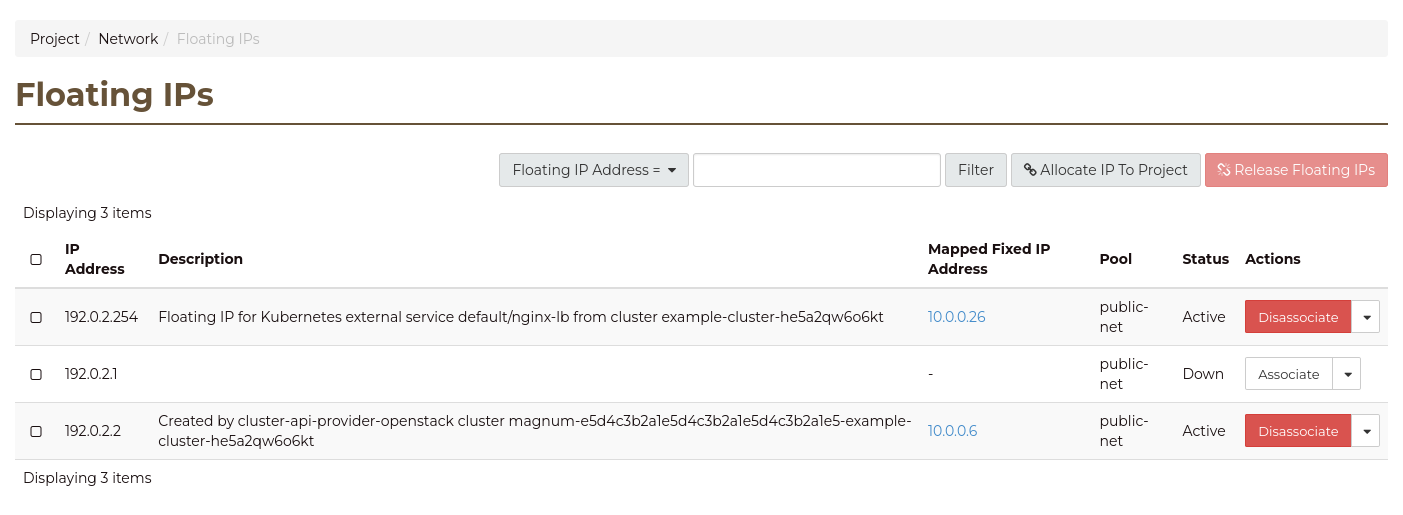 Project / Network / Floating IPs
Floating IPs
Floating IP Address = Filter Allocate IP To Project Release Floating IPs
Displaying 3 items
IP Address Description Mapped Fixed IP Address Pool Status Actions
192.0.2.254 Floating IP for Kubernetes external service default/nginx-lb from cluster example-cluster-he5a2qw6o6kt 10.0.0.26 public-net Active Disassociate
192.0.2.1 - public-net Down Associate
192.0.2.2 Created by cluster-api-provider-openstack cluster magnum-e5d4c3b2a1e5d4c3b2a1e5d4c3b2a1e5-example-cluster-he5a2qw6o6kt 10.0.0.6 public-net Active Disassociate
Displaying 3 items